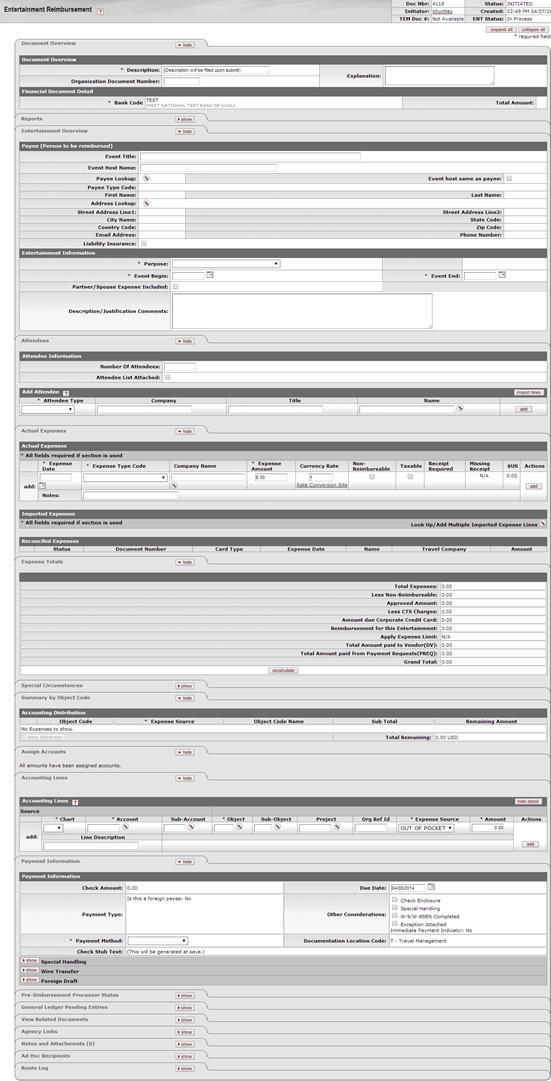 Entertainment Reimbursement ?
Doc Nbr: 4118 Status: INITIATED
Initiator: shuntley Created: 02:49 PM 04/07/2
TEM Doc #: Not Available ENT Status: In Process
expand all collapse all
* required field
Document Overview hide
Document Overview
* Description: (Description will be filled upon submit) Explanation:
Organization Document Number:
Financial Document Detail
* Bank Code TEST Total Amount:
FIRST NATIONAL TEST BANK OF KUALI
Reports show
Entertainment Overview hide
Payee (Person to be reimbursed)
Event Title:
Event Host Name:
Payee Lookup: Event host same as payee:
Payee Type Code:
First Name: Last Name:
Address Lookup:
Street Address Line1: Street Address Line2:
City Name: State Code:
Country Code: Zip Code:
Email Address: Phone Number:
Liability Insurance:
Entertainment Information
* Purpose:
* Event Begin: * Event End:
Partner/Spouse Expense Included:
Description/Justification Comments:
Attendees hide
Attendee Information
Number Of Attendees:
Attendee List Attached:
Add Attendee ? import lines
* Attendee Type Company Title Name
add
Actual Expenses hide
Actual Expenses
* All fields required if section is used
* Expense Date * Expense Type Code Company Name * Expense Amount Currency Rate Non-Reimbursable Taxable Receipt Required Missing Receipt $US Actions
add: 0.00 1 N/A 0.00 add
Rate Conversion Site
Notes:
Imported Expenses
* All fields required if section is used Look Up/Add Multiple Imported Expense Lines
Reconciled Expenses
Status Document Number Card Type Expense Date Name Travel Company Amount
Expense Totals hide
Total Expenses: 0.00
Less Non-Reimbursable: 0.00
Approved Amount: 0.00
Less CTS Charges: 0.00
Amount due Corporate Credit Card: 0.00
Reimbursement for this Entertainment: 0.00
Apply Expense Limit: N/A
Total Amount paid to Vendor(DV): 0.00
Total Amount paid from Payment Requests(PREQ): 0.00
Grand Total: 0.00
recalculate
Special Circumstances show
Summary by Object Code hide
Accounting Distribution
Object Code * Expense Source Object Code Name Sub Total Remaining Amount
No Expenses to show.
setup distribution Total Remaining: 0.00 USD
Assign Accounts hide
All amounts have been assigned accounts.
Accounting Lines hide
Accounting Lines ? hide detail
Source
* Chart * Account Sub-Account * Object Sub-Object Project Org Ref Id * Expense Source * Amount Actions
add: OUT OF POCKET 0.00
Line Description add
Payment Information hide
Payment Information
Check Amount: 0.00 Due Date: 04/08/2014
Payment Type: Is this a foreign payee: No Other Considerations: Check Enclosure
Special Handling
W-9/W-8BEN Completed
Exception Attached
Immediate Payment Indicator: No
* Payment Method: Documentation Location Code: T - Travel Management
Check Stub Text: (This will be generated at save.)
show Special Handling
show Wire Transfer
show Foreign Draft
Pre-Disbursement Processor Status show
General Ledger Pending Entries show
View Related Documents show
Agency Links show
Notes and Attachments (0) show
Ad Hoc Recipients show
Route Log show